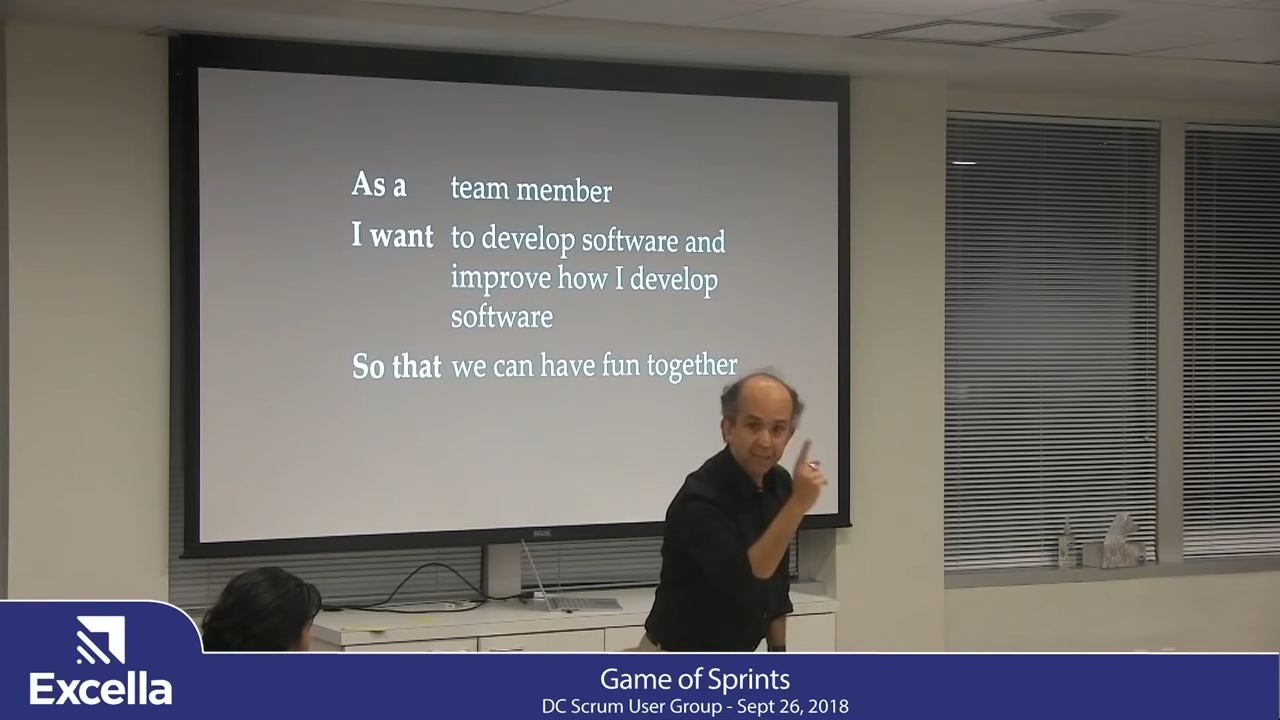 As a team member
I want to develop software and
improve how I develop
software
So that we can have fun together
Excella
Game of Sprints
DC Scrum User Group - Sept 26, 2018